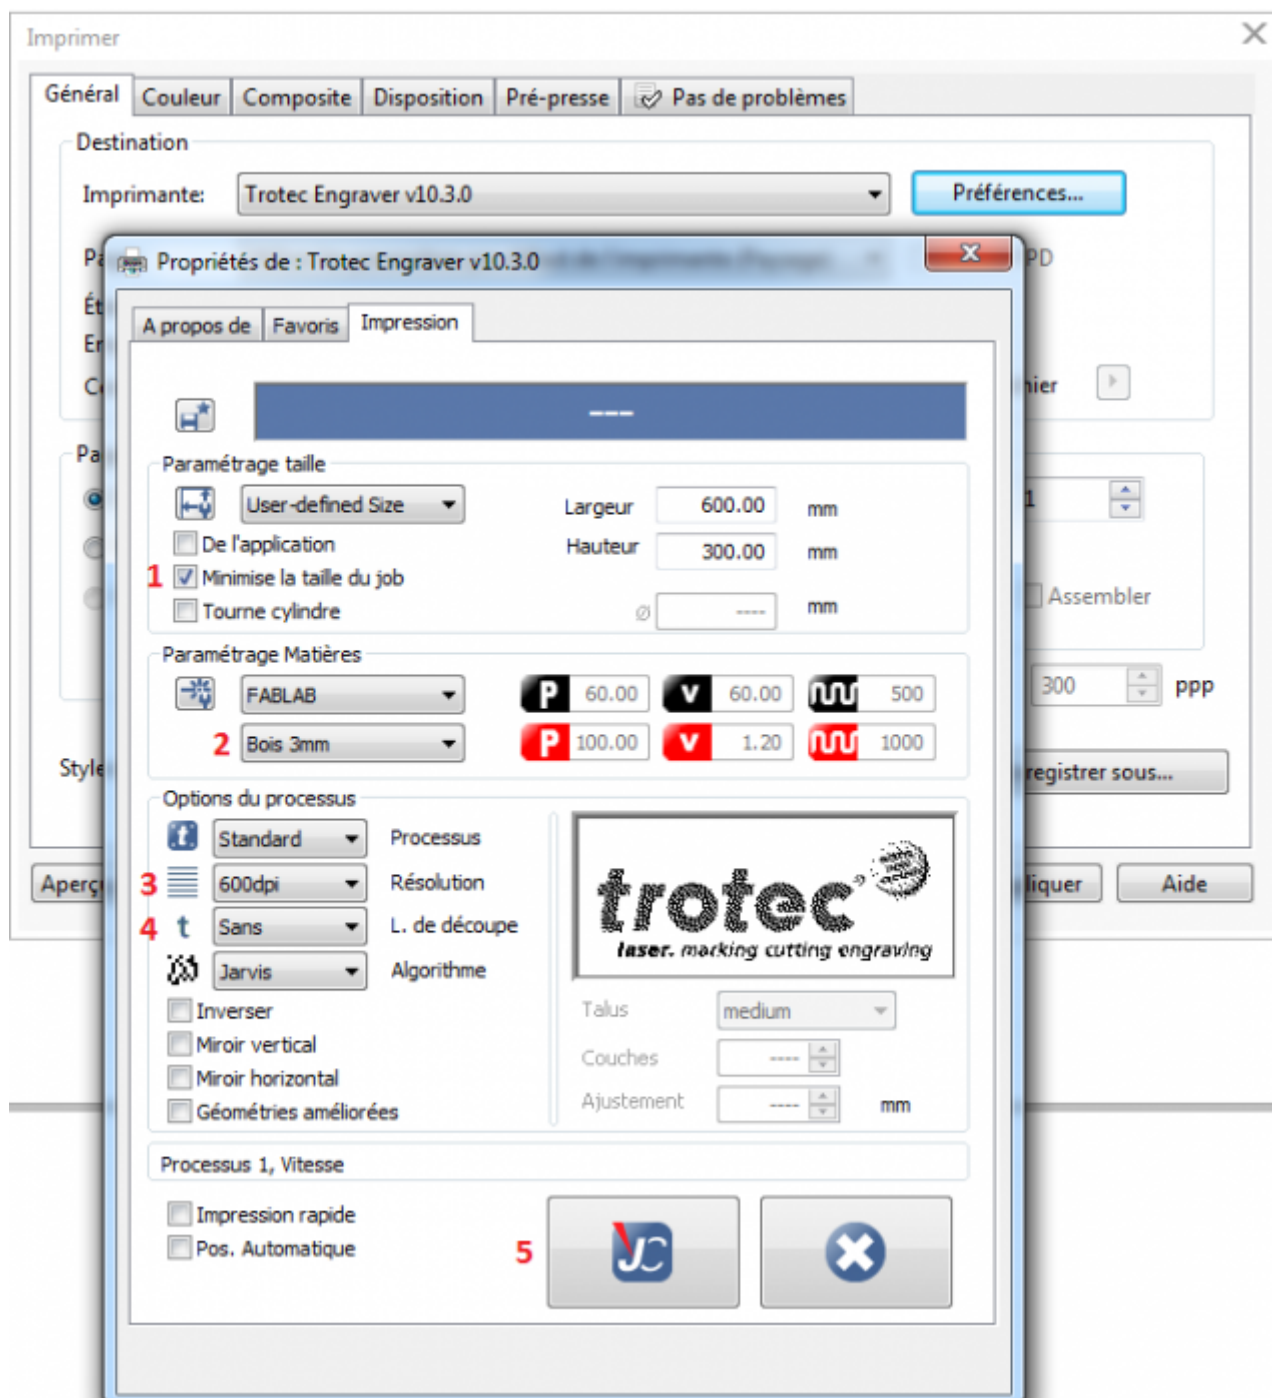 Imprimer
Général Couleur Composite Disposition Pré-presse Pas de problèmes
Destination
Imprimante: Trotec Engraver v10.3.0 Préférences...
Propriétés de : Trotec Engraver v10.3.0 PD
A propos de Favoris Impression
---
Paramétrage taille
User-defined Size Largeur 600.00 mm 1
De l'application Hauteur 300.00 mm
1 Minimise la taille du job
Tourne cylindre Ø ---- mm Assembler
Paramétrage Matières
FABLAB P 60.00 v 60.00 500 300 ppp
2 Bois 3mm P 100.00 v 1.20 1000
Style registrer sous...
Options du processus
t Standard Processus
3 600dpi Résolution Aide
4 t Sans L. de découpe
Jarvis Algorithme
trotec
laser. marking cutting engraving
Inverser Talus medium
Miroir vertical
Miroir horizontal Couches ----
Géométries améliorées Ajustement ---- mm
Processus 1, Vitesse
Impression rapide
Pos. Automatique 5 JC